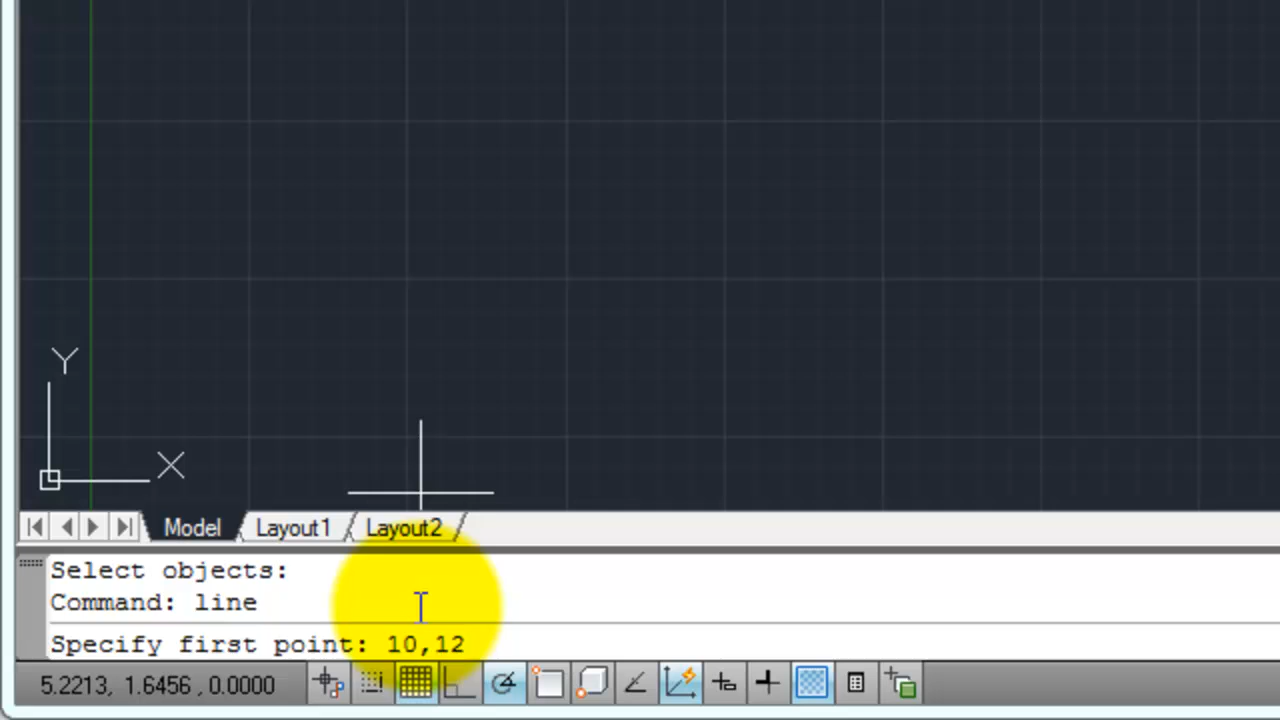 Y
X
Model Layout1 Layout2
Select objects:
Command: line
Specify first point: 10,12
5.2213, 1.6456 , 0.0000